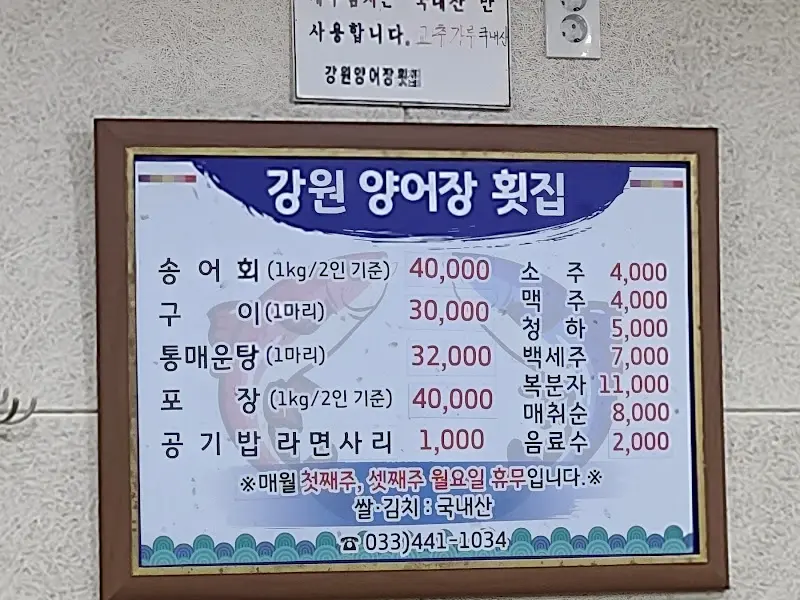 국내산 만
사용합니다. 고추가루 국내산
강원양어장횟집
강원 양어장 횟집
송어회 (1kg/2인 기준) 40,000
구이 (1마리) 30,000
통매운탕 (1마리) 32,000
포장 (1kg/2인 기준) 40,000
공기밥 라면사리 1,000
소주 4,000
맥주 4,000
청하 5,000
백세주 7,000
복분자 11,000
매취순 8,000
음료수 2,000
※매월 첫째주, 셋째주 월요일 휴무입니다.※
쌀·김치 : 국내산
☎ 033)441-1034